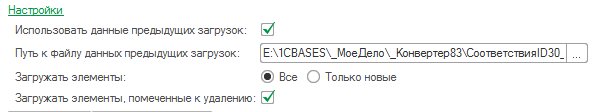 Настройки
Использовать данные предыдущих загрузок:
Путь к файлу данных предыдущих загрузок: E:\1CBASES\_МоеДело\_Конвертер83\СоответствияID30_ ...
Загружать элементы: Все Только новые
Загружать элементы, помеченные к удалению: